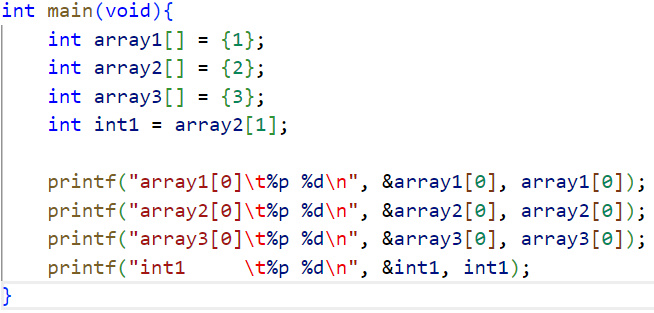 int main(void){
    int array1[] = {1};
    int array2[] = {2};
    int array3[] = {3};
    int int1 = array2[1];
    printf("array1[0]\t%p %d\n", &array1[0], array1[0]);
    printf("array2[0]\t%p %d\n", &array2[0], array2[0]);
    printf("array3[0]\t%p %d\n", &array3[0], array3[0]);
    printf("int1     \t%p %d\n", &int1, int1);
}